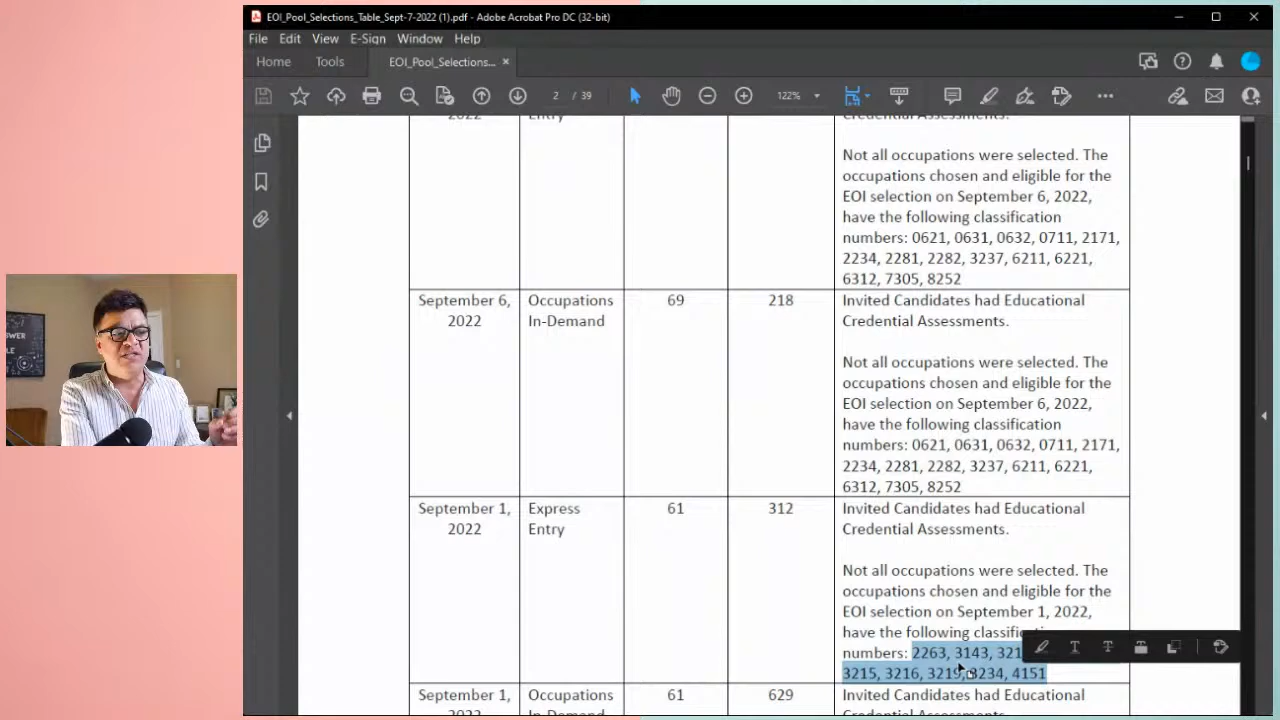 EOI_Pool_Selections_Table_Sept-7-2022 (1).pdf - Adobe Acrobat Pro DC (32-bit)
File Edit View E-Sign Window Help
Home Tools EOI_Pool_Selections... ×
2 / 39 122%
2022 Entry Credential Assessments.
Not all occupations were selected. The
occupations chosen and eligible for the
EOI selection on September 6, 2022,
have the following classification
numbers: 0621, 0631, 0632, 0711, 2171,
2234, 2281, 2282, 3237, 6211, 6221,
6312, 7305, 8252
September 6, Occupations 69 218 Invited Candidates had Educational
2022 In-Demand Credential Assessments.
Not all occupations were selected. The
occupations chosen and eligible for the
EOI selection on September 6, 2022,
have the following classification
numbers: 0621, 0631, 0632, 0711, 2171,
2234, 2281, 2282, 3237, 6211, 6221,
6312, 7305, 8252
September 1, Express 61 312 Invited Candidates had Educational
2022 Entry Credential Assessments.
Not all occupations were selected. The
occupations chosen and eligible for the
EOI selection on September 1, 2022,
have the following
numbers: 2263, 3143,
3215, 3216, 3219, 3234, 4151
September 1, Occupations 61 629 Invited Candidates had Educational
2022 In-Demand Credential Assessments.